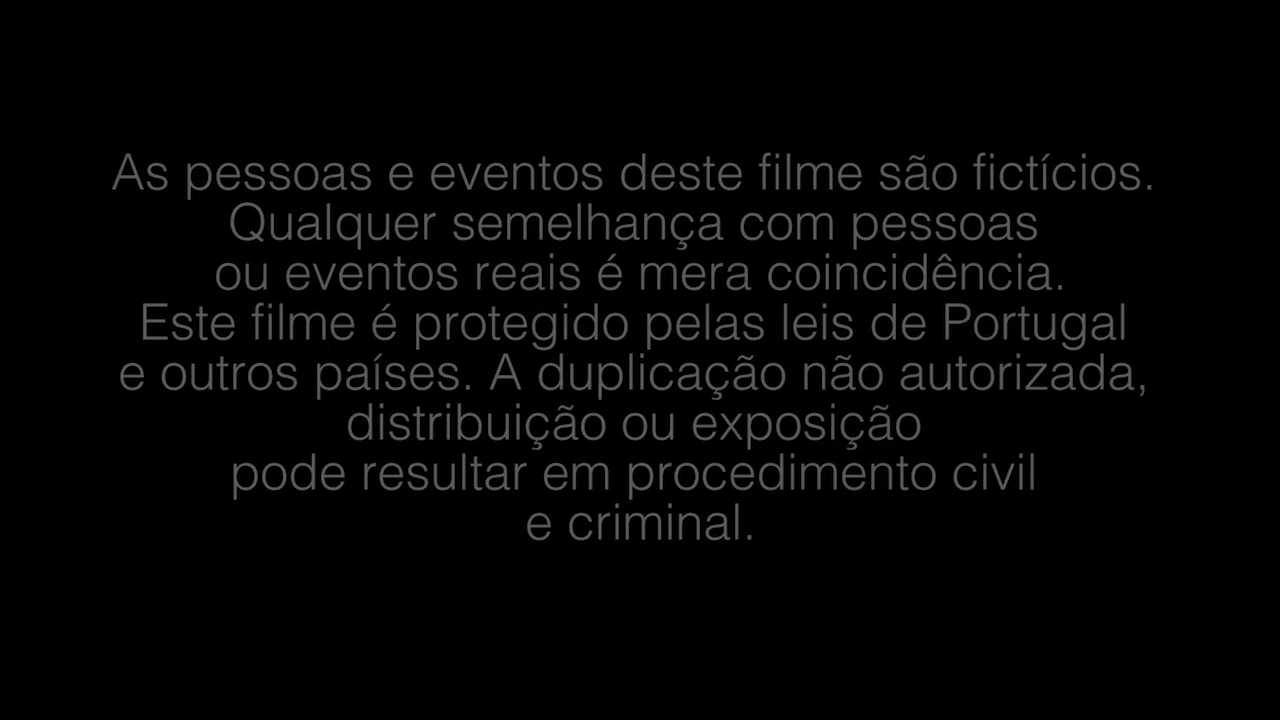 As pessoas e eventos deste filme são fictícios.
Qualquer semelhança com pessoas
ou eventos reais é mera coincidência.
Este filme é protegido pelas leis de Portugal
e outros países. A duplicação não autorizada,
distribuição ou exposição
pode resultar em procedimento civil
e criminal.